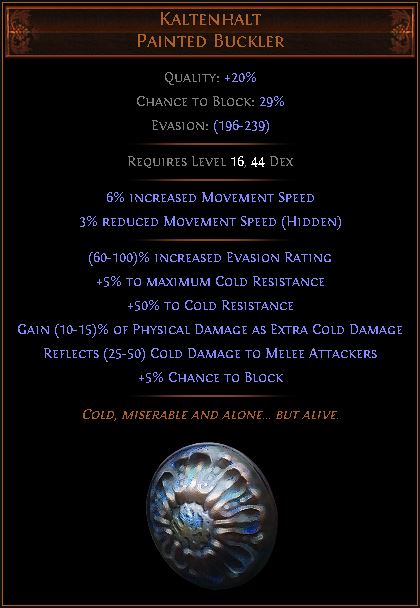 Kaltenhalt
Painted Buckler
Quality: +20%
Chance to Block: 29%
Evasion: (196-239)
Requires Level 16, 44 Dex
6% increased Movement Speed
3% reduced Movement Speed (Hidden)
(60-100)% increased Evasion Rating
+5% to maximum Cold Resistance
+50% to Cold Resistance
Gain (10-15)% of Physical Damage as Extra Cold Damage
Reflects (25-50) Cold Damage to Melee Attackers
+5% Chance to Block
Cold, miserable and alone... but alive.